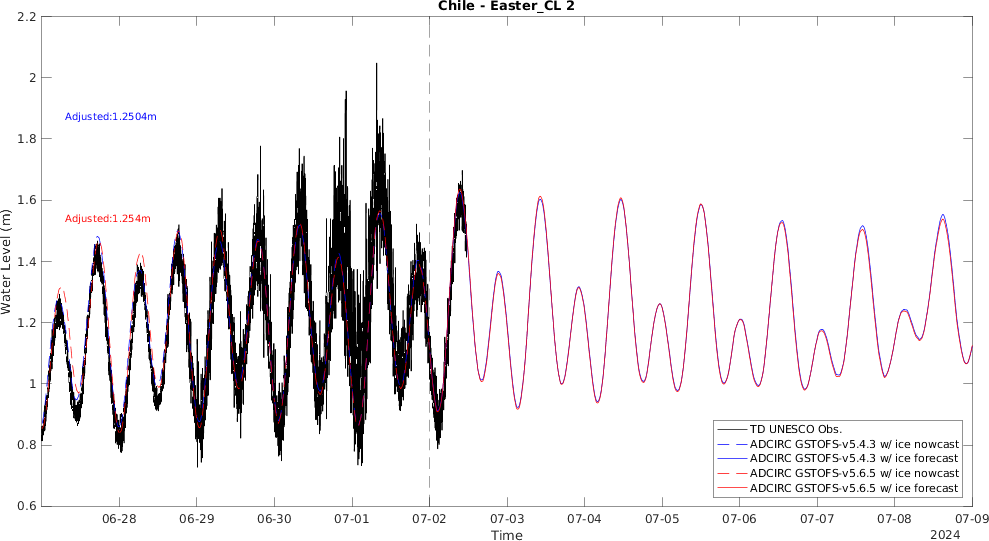 Chile - Easter_CL 2
2.2
2
1.8
1.6
1.4
1.2
1
0.8
0.6
Water Level (m)
Adjusted:1.2504m
Adjusted:1.254m
TD UNESCO Obs.
ADCIRC GSTOFS-v5.4.3 w/ ice nowcast
ADCIRC GSTOFS-v5.4.3 w/ ice forecast
ADCIRC GSTOFS-v5.6.5 w/ ice nowcast
ADCIRC GSTOFS-v5.6.5 w/ ice forecast
06-28 06-29 06-30 07-01 07-02 07-03 07-04 07-05 07-06 07-07 07-08 07-09
Time
2024